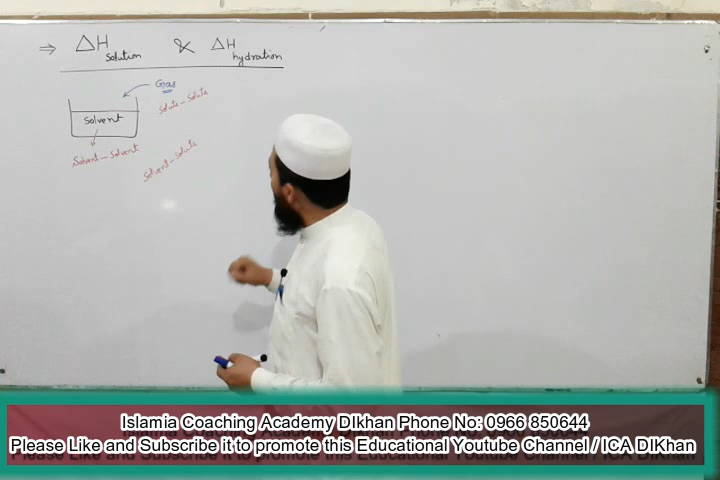 ⇒ ΔH solution & ΔH hydration
Gas
Solute-Solute
Solvent
Solvent-Solvent
Solvent-Solute
Islamia Coaching Academy DIkhan Phone No: 0966 850644
Please Like and Subscribe it to promote this Educational Youtube Channel / ICA DIKhan